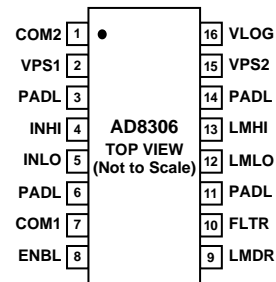 COM2 1 16 VLOG
VPS1 2 15 VPS2
PADL 3 14 PADL
INHI 4 AD8306 13 LMHI
TOP VIEW
INLO 5 (Not to Scale) 12 LMLO
PADL 6 11 PADL
COM1 7 10 FLTR
ENBL 8 9 LMDR